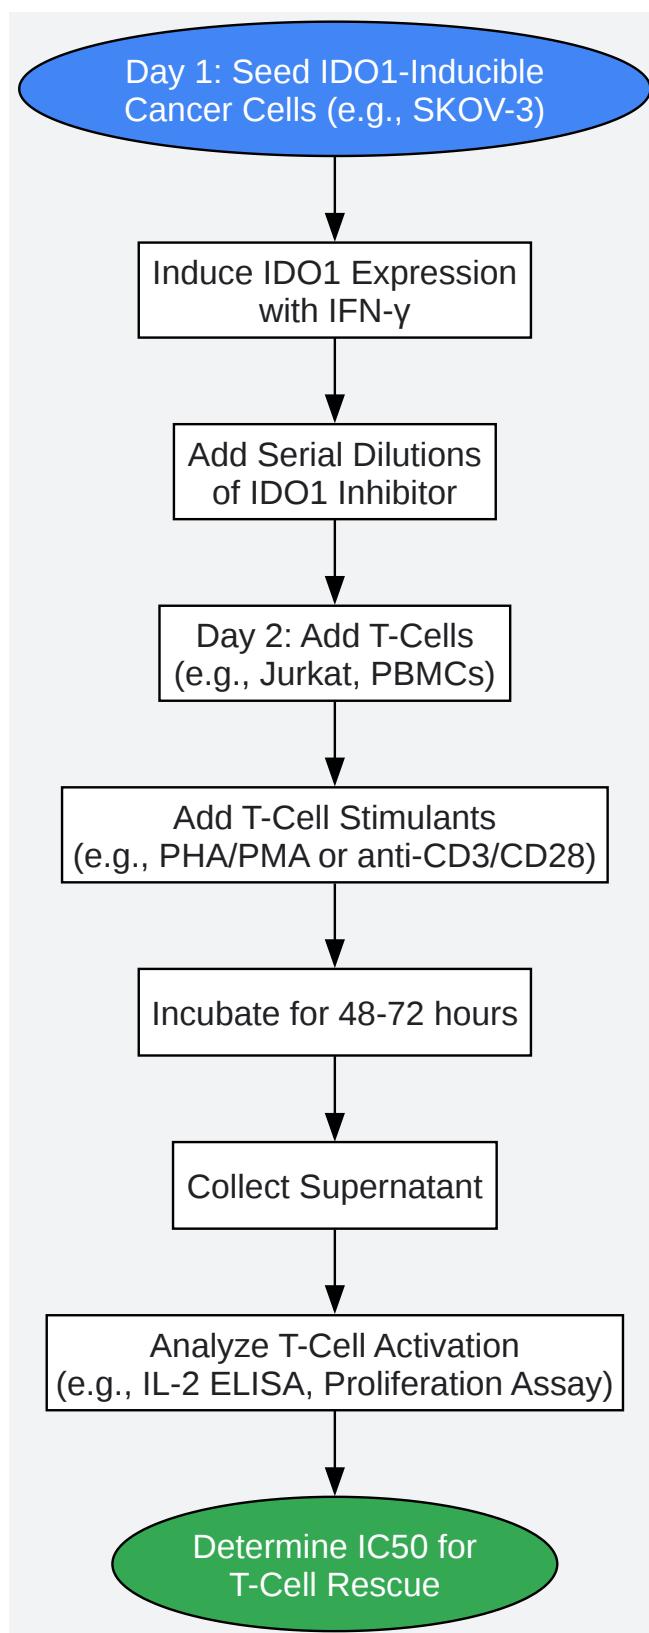 Day 1: Seed IDO1-Inducible
Cancer Cells (e.g., SKOV-3)
Induce IDO1 Expression
with IFN-γ
Add Serial Dilutions
of IDO1 Inhibitor
Day 2: Add T-Cells
(e.g., Jurkat, PBMCs)
Add T-Cell Stimulants
(e.g., PHA/PMA or anti-CD3/CD28)
Incubate for 48-72 hours
Collect Supernatant
Analyze T-Cell Activation
(e.g., IL-2 ELISA, Proliferation Assay)
Determine IC50 for
T-Cell Rescue